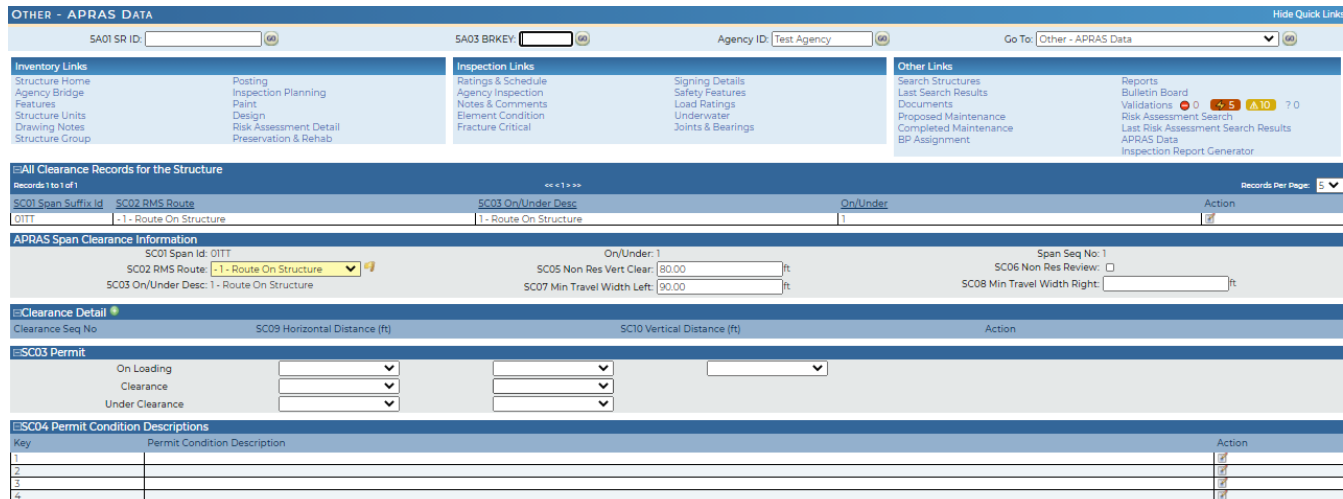 OTHER - APRAS DATA Hide Quick Links
5A01 SR ID: GO 5A03 BRKEY: GO Agency ID: Test Agency GO Go To: Other - APRAS Data GO
Inventory Links Inspection Links Other Links
Structure Home Posting Ratings & Schedule Signing Details Search Structures Reports
Agency Bridge Inspection Planning Agency Inspection Safety Features Last Search Results Bulletin Board
Features Paint Notes & Comments Load Ratings Documents Validations 0 5 10 ? 0
Structure Units Design Element Condition Underwater Proposed Maintenance Risk Assessment Search
Drawing Notes Risk Assessment Detail Fracture Critical Joints & Bearings Completed Maintenance Last Risk Assessment Search Results
Structure Group Preservation & Rehab BP Assignment APRAS Data
Inspection Report Generator
All Clearance Records for the Structure
Records 1 to 1 of 1 << < 1 > >> Records Per Page: 5
SC01 Span Suffix Id SC02 RMS Route SC03 On/Under Desc On/Under Action
01TT - 1 - Route On Structure 1 - Route On Structure 1
APRAS Span Clearance Information
SC01 Span Id: 01TT On/Under: 1 Span Seq No: 1
SC02 RMS Route: - 1 - Route On Structure SC05 Non Res Vert Clear: 80.00 ft SC06 Non Res Review:
SC03 On/Under Desc: 1 - Route On Structure SC07 Min Travel Width Left: 90.00 ft SC08 Min Travel Width Right: ft
Clearance Detail
Clearance Seq No SC09 Horizontal Distance (ft) SC10 Vertical Distance (ft) Action
SC03 Permit
On Loading
Clearance
Under Clearance
SC04 Permit Condition Descriptions
Key Permit Condition Description Action
1
2
3
4